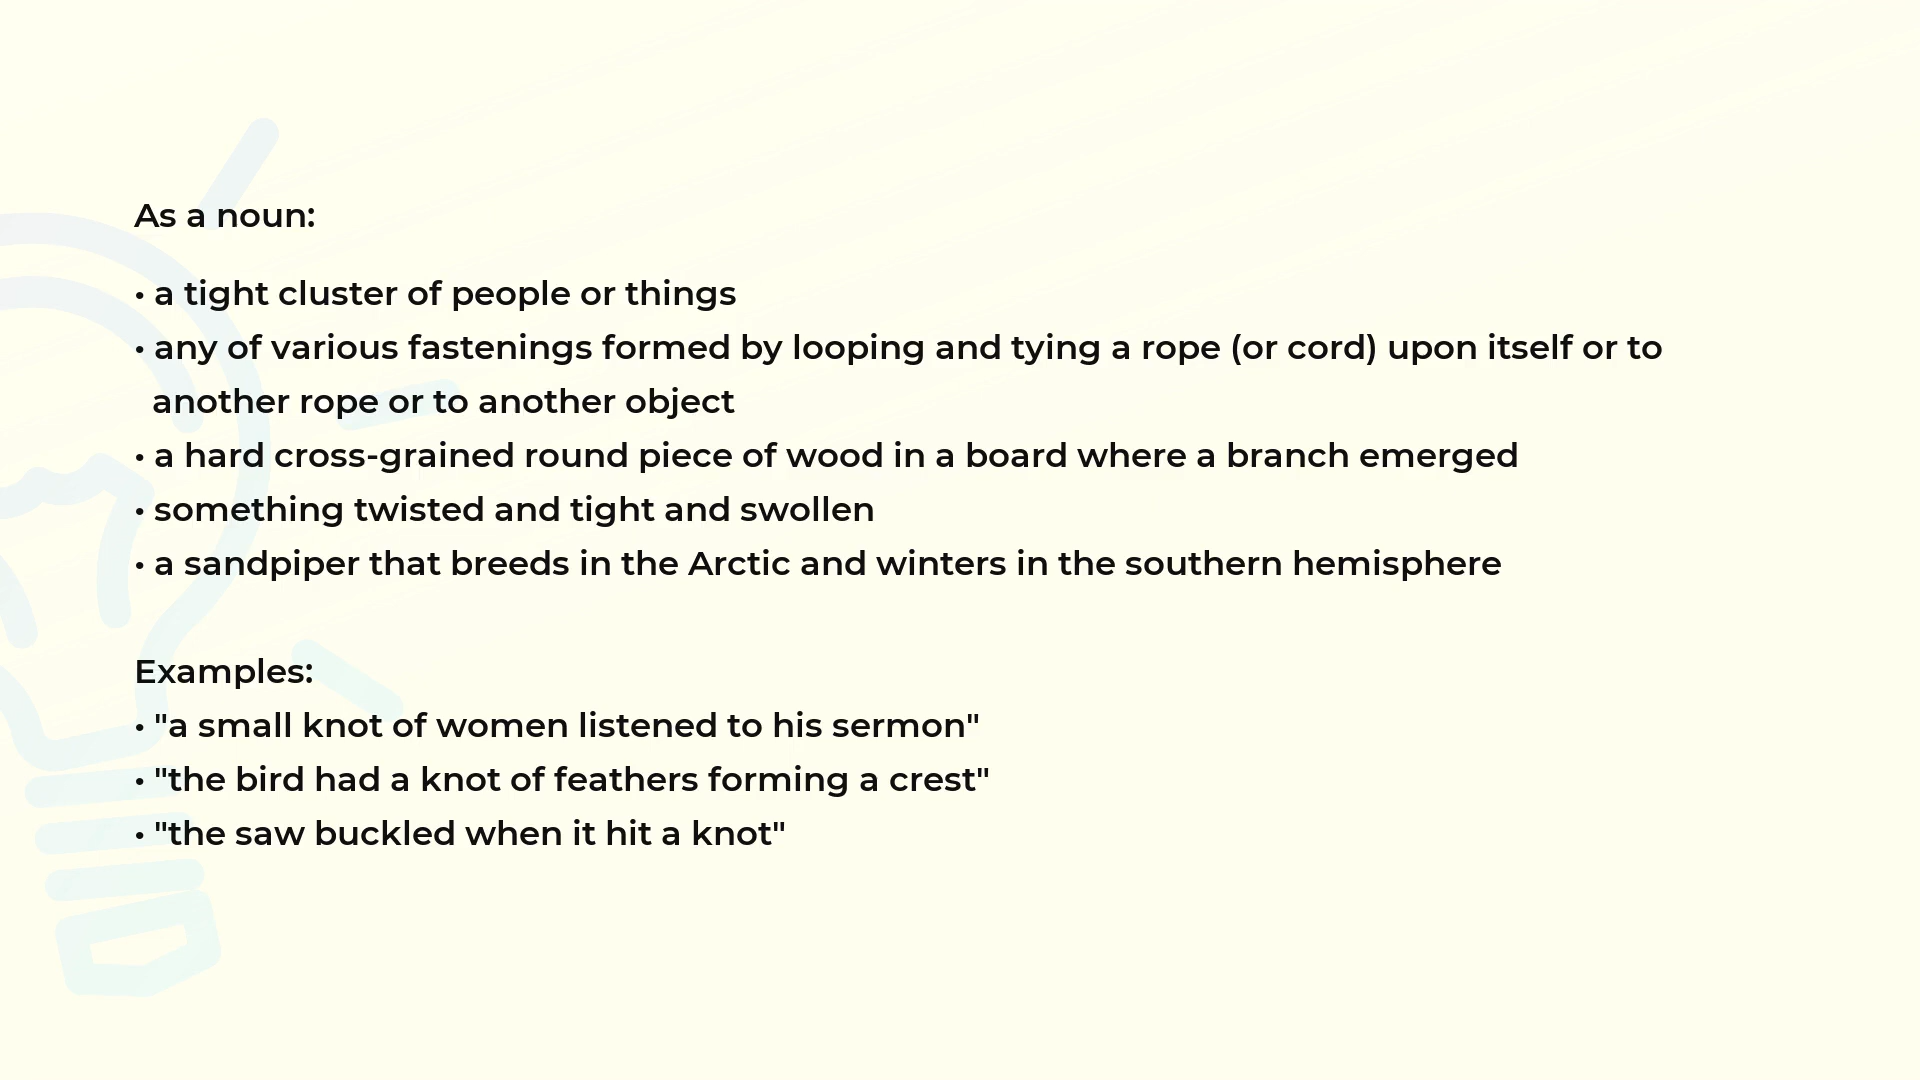 As a noun:
• a tight cluster of people or things
• any of various fastenings formed by looping and tying a rope (or cord) upon itself or to
another rope or to another object
• a hard cross-grained round piece of wood in a board where a branch emerged
• something twisted and tight and swollen
• a sandpiper that breeds in the Arctic and winters in the southern hemisphere
Examples:
• "a small knot of women listened to his sermon"
• "the bird had a knot of feathers forming a crest"
• "the saw buckled when it hit a knot"